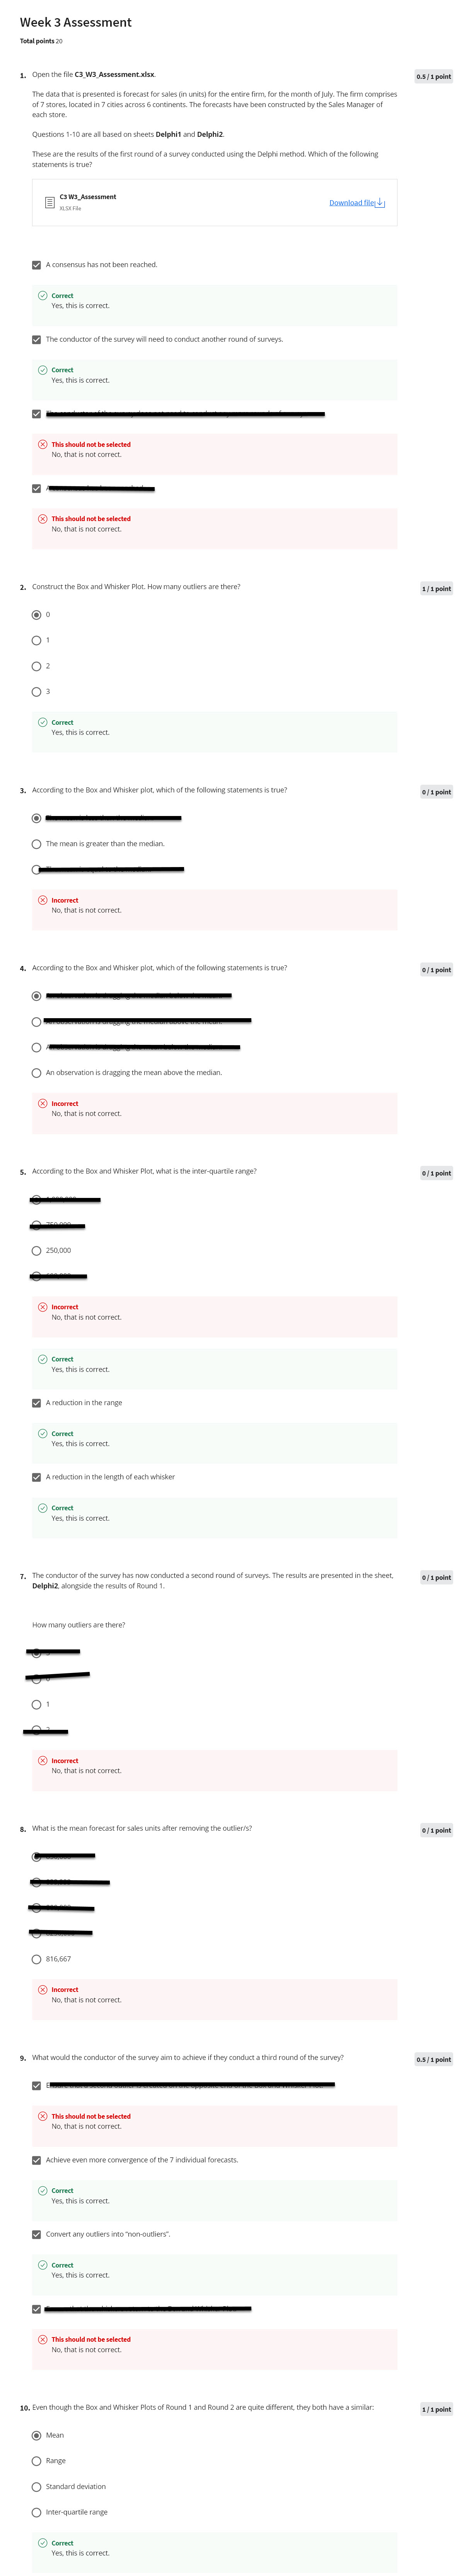 Week 3 Assessment
Total points 20
1. Open the file C3_W3_Assessment.xlsx.
0.5 / 1 point
The data that is presented is forecast for sales (in units) for the entire firm, for the month of July. The firm comprises
of 7 stores, located in 7 cities across 6 continents. The forecasts have been constructed by the Sales Manager of
each store.
Questions 1-10 are all based on sheets Delphi1 and Delphi2.
These are the results of the first round of a survey conducted using the Delphi method. Which of the following
statements is true?
C3 W3_Assessment
XLSX File
Download file
A consensus has not been reached.
Correct
Yes, this is correct.
The conductor of the survey will need to conduct another round of surveys.
Correct
Yes, this is correct.
This should not be selected
No, that is not correct.
This should not be selected
No, that is not correct.
2. Construct the Box and Whisker Plot. How many outliers are there?
1 / 1 point
0
1
2
3
Correct
Yes, this is correct.
3. According to the Box and Whisker plot, which of the following statements is true?
0 / 1 point
The mean is greater than the median.
Incorrect
No, that is not correct.
4. According to the Box and Whisker plot, which of the following statements is true?
0 / 1 point
An observation is dragging the mean above the median.
Incorrect
No, that is not correct.
5. According to the Box and Whisker Plot, what is the inter-quartile range?
0 / 1 point
250,000
Incorrect
No, that is not correct.
Correct
Yes, this is correct.
A reduction in the range
Correct
Yes, this is correct.
A reduction in the length of each whisker
Correct
Yes, this is correct.
7. The conductor of the survey has now conducted a second round of surveys. The results are presented in the sheet,
0 / 1 point
Delphi2, alongside the results of Round 1.
How many outliers are there?
1
Incorrect
No, that is not correct.
8. What is the mean forecast for sales units after removing the outlier/s?
0 / 1 point
816,667
Incorrect
No, that is not correct.
9. What would the conductor of the survey aim to achieve if they conduct a third round of the survey?
0.5 / 1 point
This should not be selected
No, that is not correct.
Achieve even more convergence of the 7 individual forecasts.
Correct
Yes, this is correct.
Convert any outliers into "non-outliers".
Correct
Yes, this is correct.
This should not be selected
No, that is not correct.
10. Even though the Box and Whisker Plots of Round 1 and Round 2 are quite different, they both have a similar:
1 / 1 point
Mean
Range
Standard deviation
Inter-quartile range
Correct
Yes, this is correct.